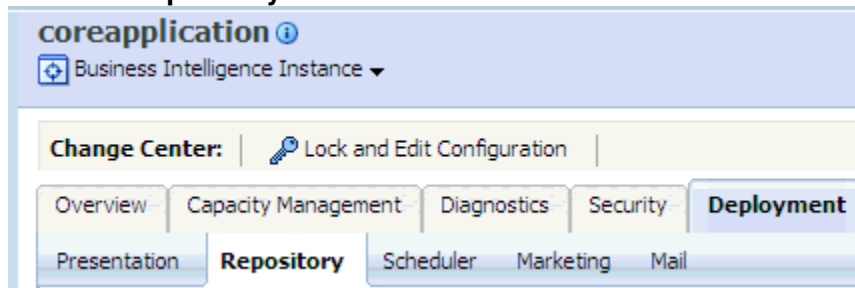 coreapplication
Business Intelligence Instance
Change Center: Lock and Edit Configuration
Overview Capacity Management Diagnostics Security Deployment
Presentation Repository Scheduler Marketing Mail